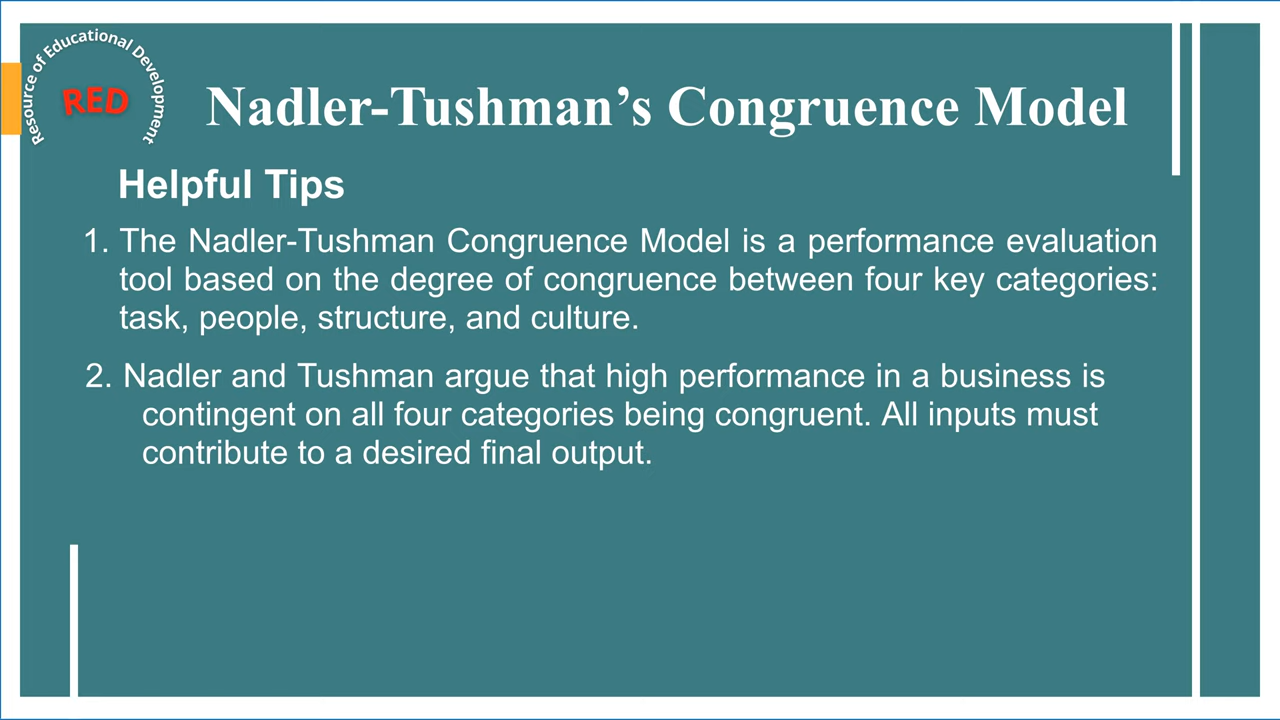 Resource of Educational Development
RED
Nadler-Tushman’s Congruence Model
Helpful Tips
1. The Nadler-Tushman Congruence Model is a performance evaluation
tool based on the degree of congruence between four key categories:
task, people, structure, and culture.
2. Nadler and Tushman argue that high performance in a business is
contingent on all four categories being congruent. All inputs must
contribute to a desired final output.